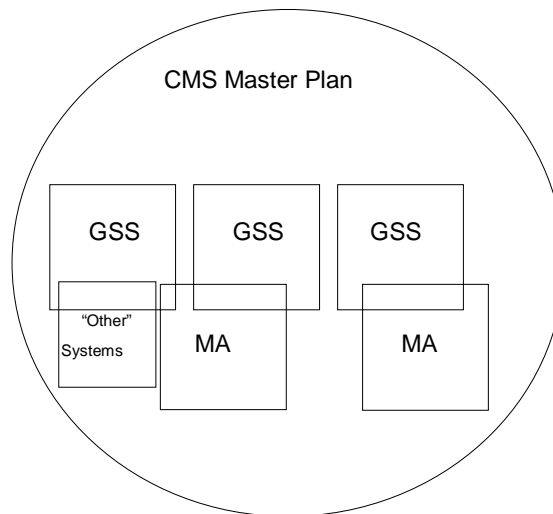 CMS Master Plan
GSS
GSS
GSS
“Other”
Systems
MA
MA